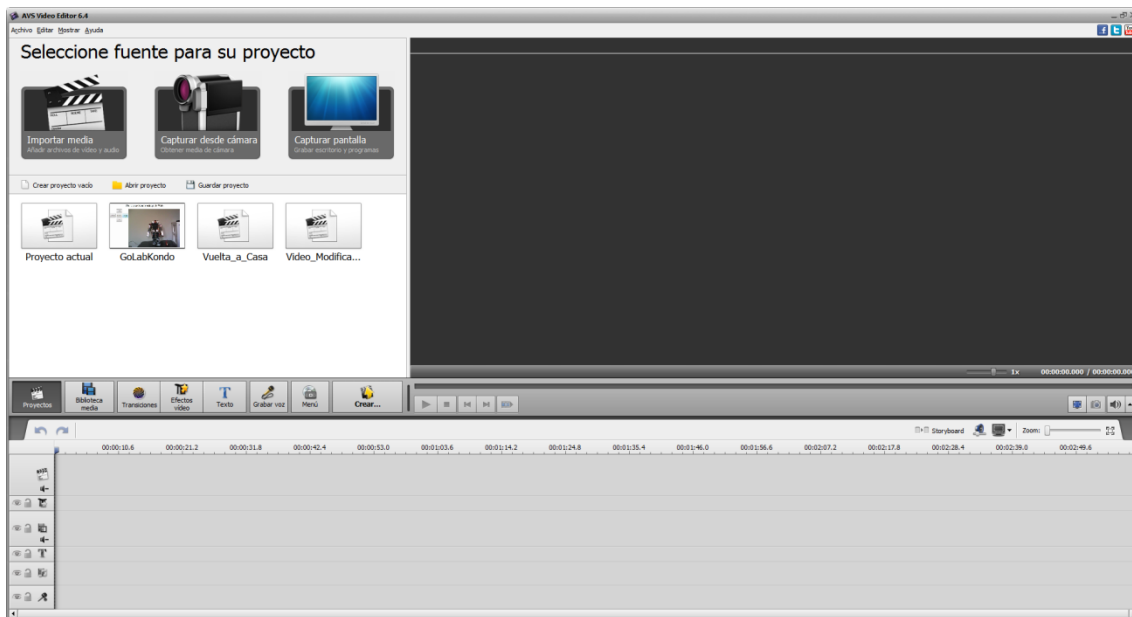 AVS Video Editor 6.4
Archivo Editar Mostrar Ayuda
Seleccione fuente para su proyecto
Importar media
Añadir archivos de vídeo y audio
Capturar desde cámara
Obtener media de cámara
Capturar pantalla
Grabar escritorio y programas
Crear proyecto vacío Abrir proyecto Guardar proyecto
Proyecto actual GoLabKondo Vuelta_a_Casa Video_Modifica...
1x 00:00:00.000 / 00:00:00.000
Proyectos Biblioteca media Transiciones Efectos vídeo Texto Grabar voz Menú Crear...
Storyboard Zoom:
00:00:10.6 00:00:21.2 00:00:31.8 00:00:42.4 00:00:53.0 00:01:03.6 00:01:14.2 00:01:24.8 00:01:35.4 00:01:46.0 00:01:56.6 00:02:07.2 00:02:17.8 00:02:28.4 00:02:39.0 00:02:49.6